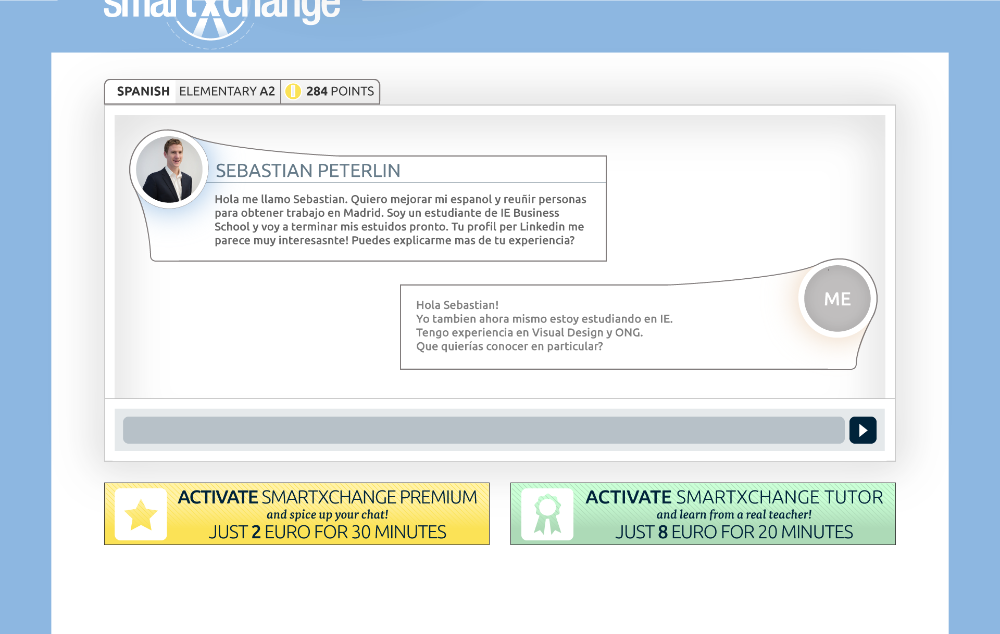 smartxchange
SPANISH ELEMENTARY A2 284 POINTS
SEBASTIAN PETERLIN
Hola me llamo Sebastian. Quiero mejorar mi espanol y reuñir personas
para obtener trabajo en Madrid. Soy un estudiante de IE Business
School y voy a terminar mis estuidos pronto. Tu profil per Linkedin me
parece muy interesasnte! Puedes explicarme mas de tu experiencia?
ME
Hola Sebastian!
Yo tambien ahora mismo estoy estudiando en IE.
Tengo experiencia en Visual Design y ONG.
Que quierías conocer en particular?
ACTIVATE SMARTXCHANGE PREMIUM
and spice up your chat!
JUST 2 EURO FOR 30 MINUTES
ACTIVATE SMARTXCHANGE TUTOR
and learn from a real teacher!
JUST 8 EURO FOR 20 MINUTES